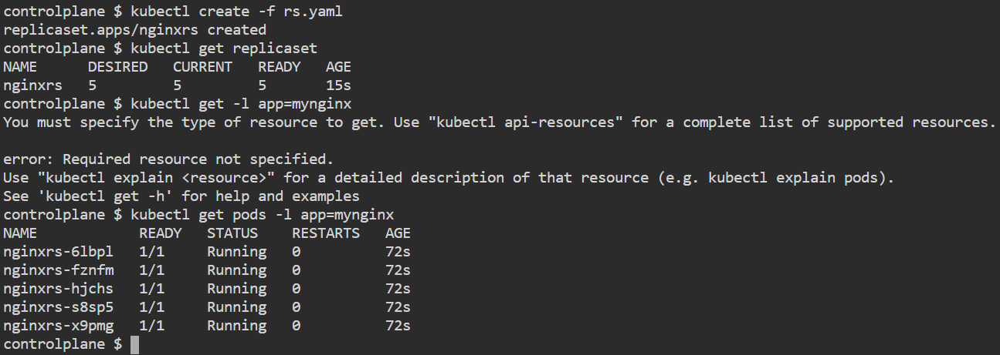 controlplane $ kubectl create -f rs.yaml
replicaset.apps/nginxrs created
controlplane $ kubectl get replicaset
NAME      DESIRED   CURRENT   READY   AGE
nginxrs   5         5         5       15s
controlplane $ kubectl get -l app=mynginx
You must specify the type of resource to get. Use "kubectl api-resources" for a complete list of supported resources.

error: Required resource not specified.
Use "kubectl explain <resource>" for a detailed description of that resource (e.g. kubectl explain pods).
See 'kubectl get -h' for help and examples
controlplane $ kubectl get pods -l app=mynginx
NAME            READY   STATUS    RESTARTS   AGE
nginxrs-6lbpl   1/1     Running   0          72s
nginxrs-fznfm   1/1     Running   0          72s
nginxrs-hjchs   1/1     Running   0          72s
nginxrs-s8sp5   1/1     Running   0          72s
nginxrs-x9pmg   1/1     Running   0          72s
controlplane $